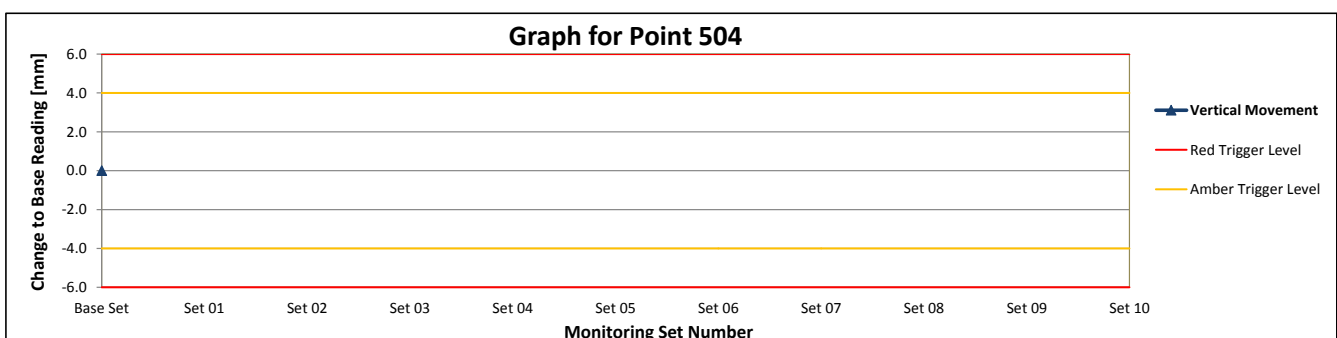 Graph for Point 504
Change to Base Reading [mm]
6.0
4.0
2.0
0.0
-2.0
-4.0
-6.0
Base Set Set 01 Set 02 Set 03 Set 04 Set 05 Set 06 Set 07 Set 08 Set 09 Set 10
Monitoring Set Number
Vertical Movement
Red Trigger Level
Amber Trigger Level